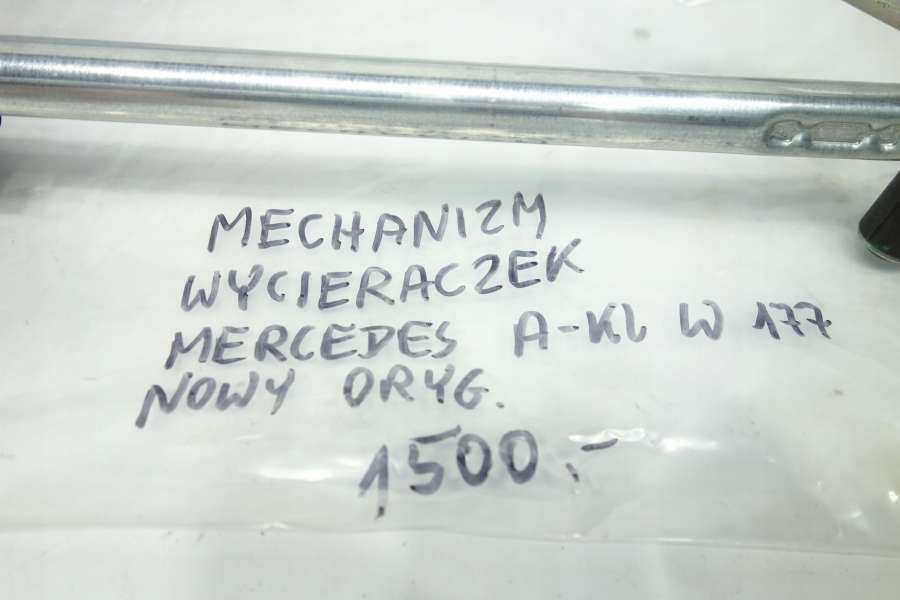 MECHANIZM
WYCIERACZEK
MERCEDES A-KL W 177
NOWY ORYG.
1500,-